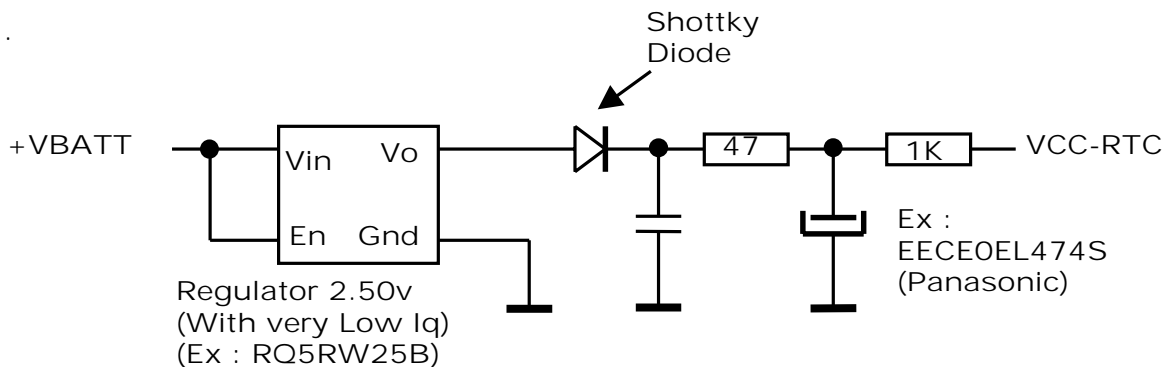 Shottky
Diode
.
+VBATT
Vin
Vo
47
1K
VCC-RTC
En
Gnd
Ex :
EECE0EL474S
(Panasonic)
Regulator 2.50v
(With very Low Iq)
(Ex : RQ5RW25B)